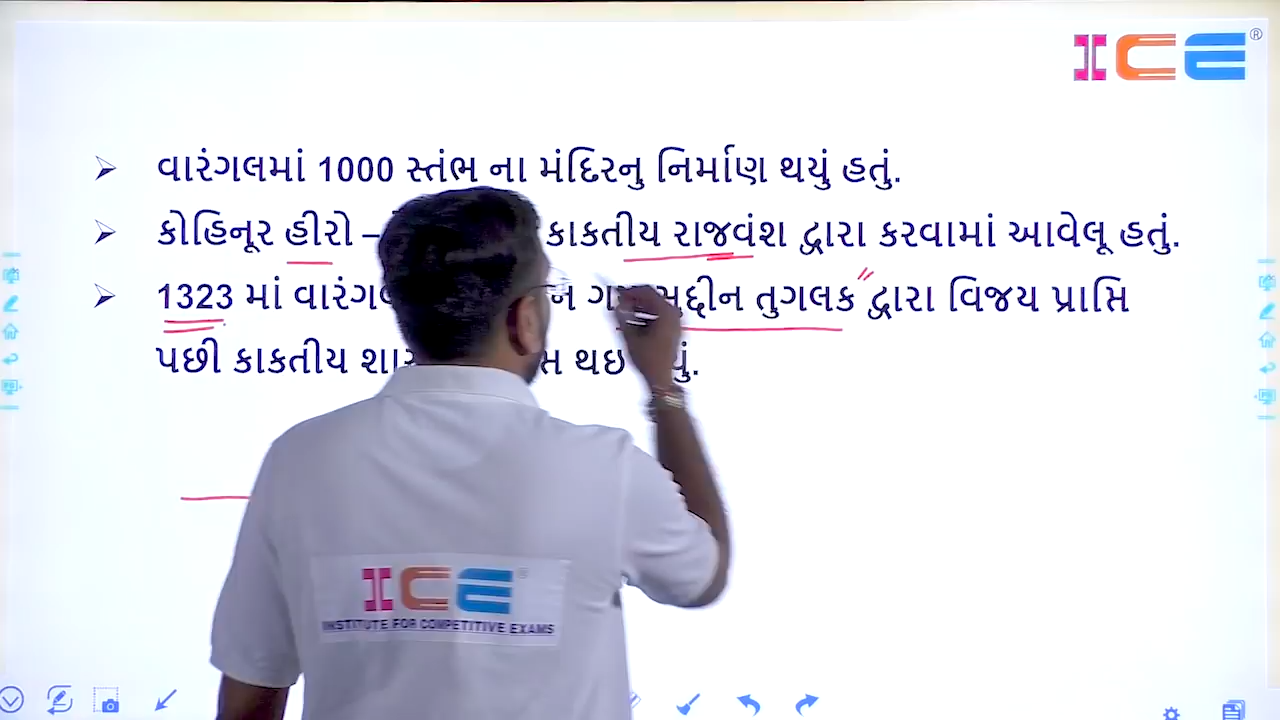 ICE ®
વારંગલમાં 1000 સ્તંભ ના મંદિરનુ નિર્માણ થયું હતું.
કોહિનૂર હીરો – કાકતીય રાજવંશ દ્વારા કરવામાં આવેલૂ હતું.
1323 માં તુગલક દ્વારા વિજય પ્રાપ્તિ
પછી કાકતીય થઇ
ICE
INSTITUTE FOR COMPETITIVE EXAMS